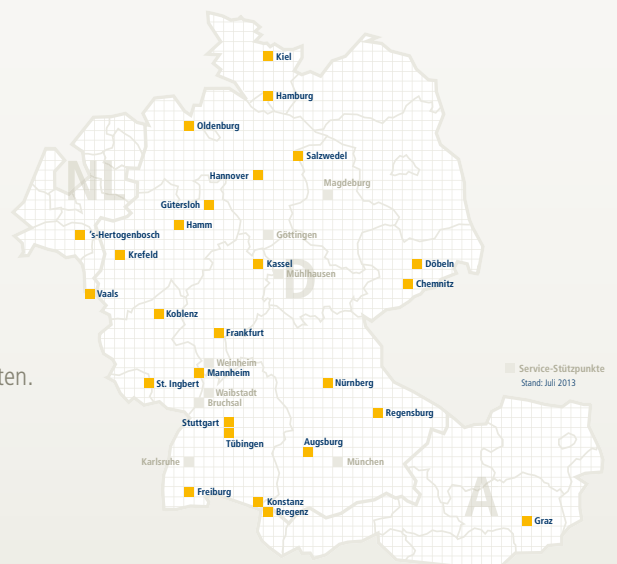 Kiel
Hamburg
Oldenburg
Salzwedel
Hannover
NL
Magdeburg
Gütersloh
Hamm
's-Hertogenbosch
Göttingen
Krefeld
Kassel
Döbeln
Mühlhausen
D
Chemnitz
Vaals
Koblenz
Frankfurt
Weinheim
Service-Stützpunkte
Mannheim
ten.
St. Ingbert
Nürnberg
Stand: Juli 2013
Waibstadt
Bruchsal
Regensburg
Stuttgart
Tübingen
Augsburg
Karlsruhe
München
Freiburg
A
Konstanz
Bregenz
Graz